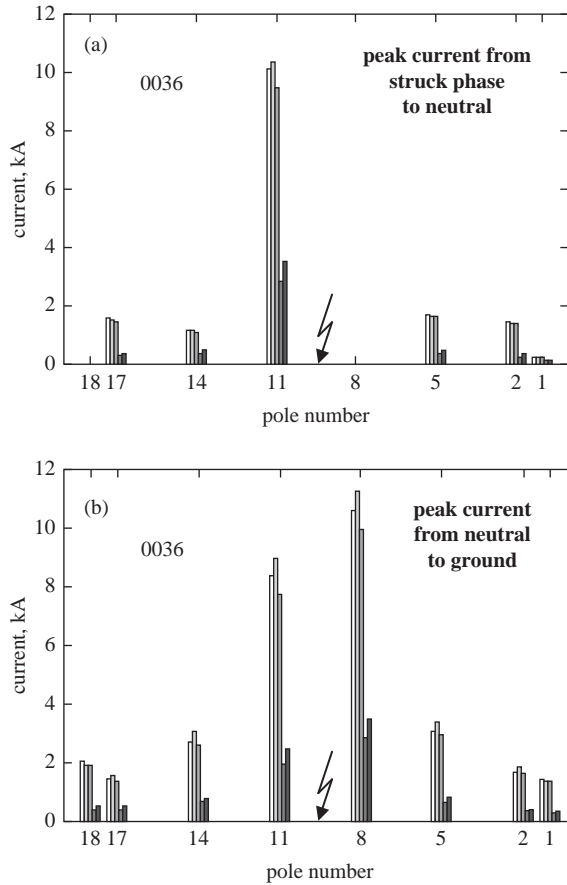 12
(a)
peak current from
struck phase
to neutral
0036
10
8
6
4
2
0
current, kA
18 17 14 11 8 5 2 1
pole number
12
(b)
peak current
from neutral
to ground
0036
10
8
6
4
2
0
current, kA
18 17 14 11 8 5 2 1
pole number